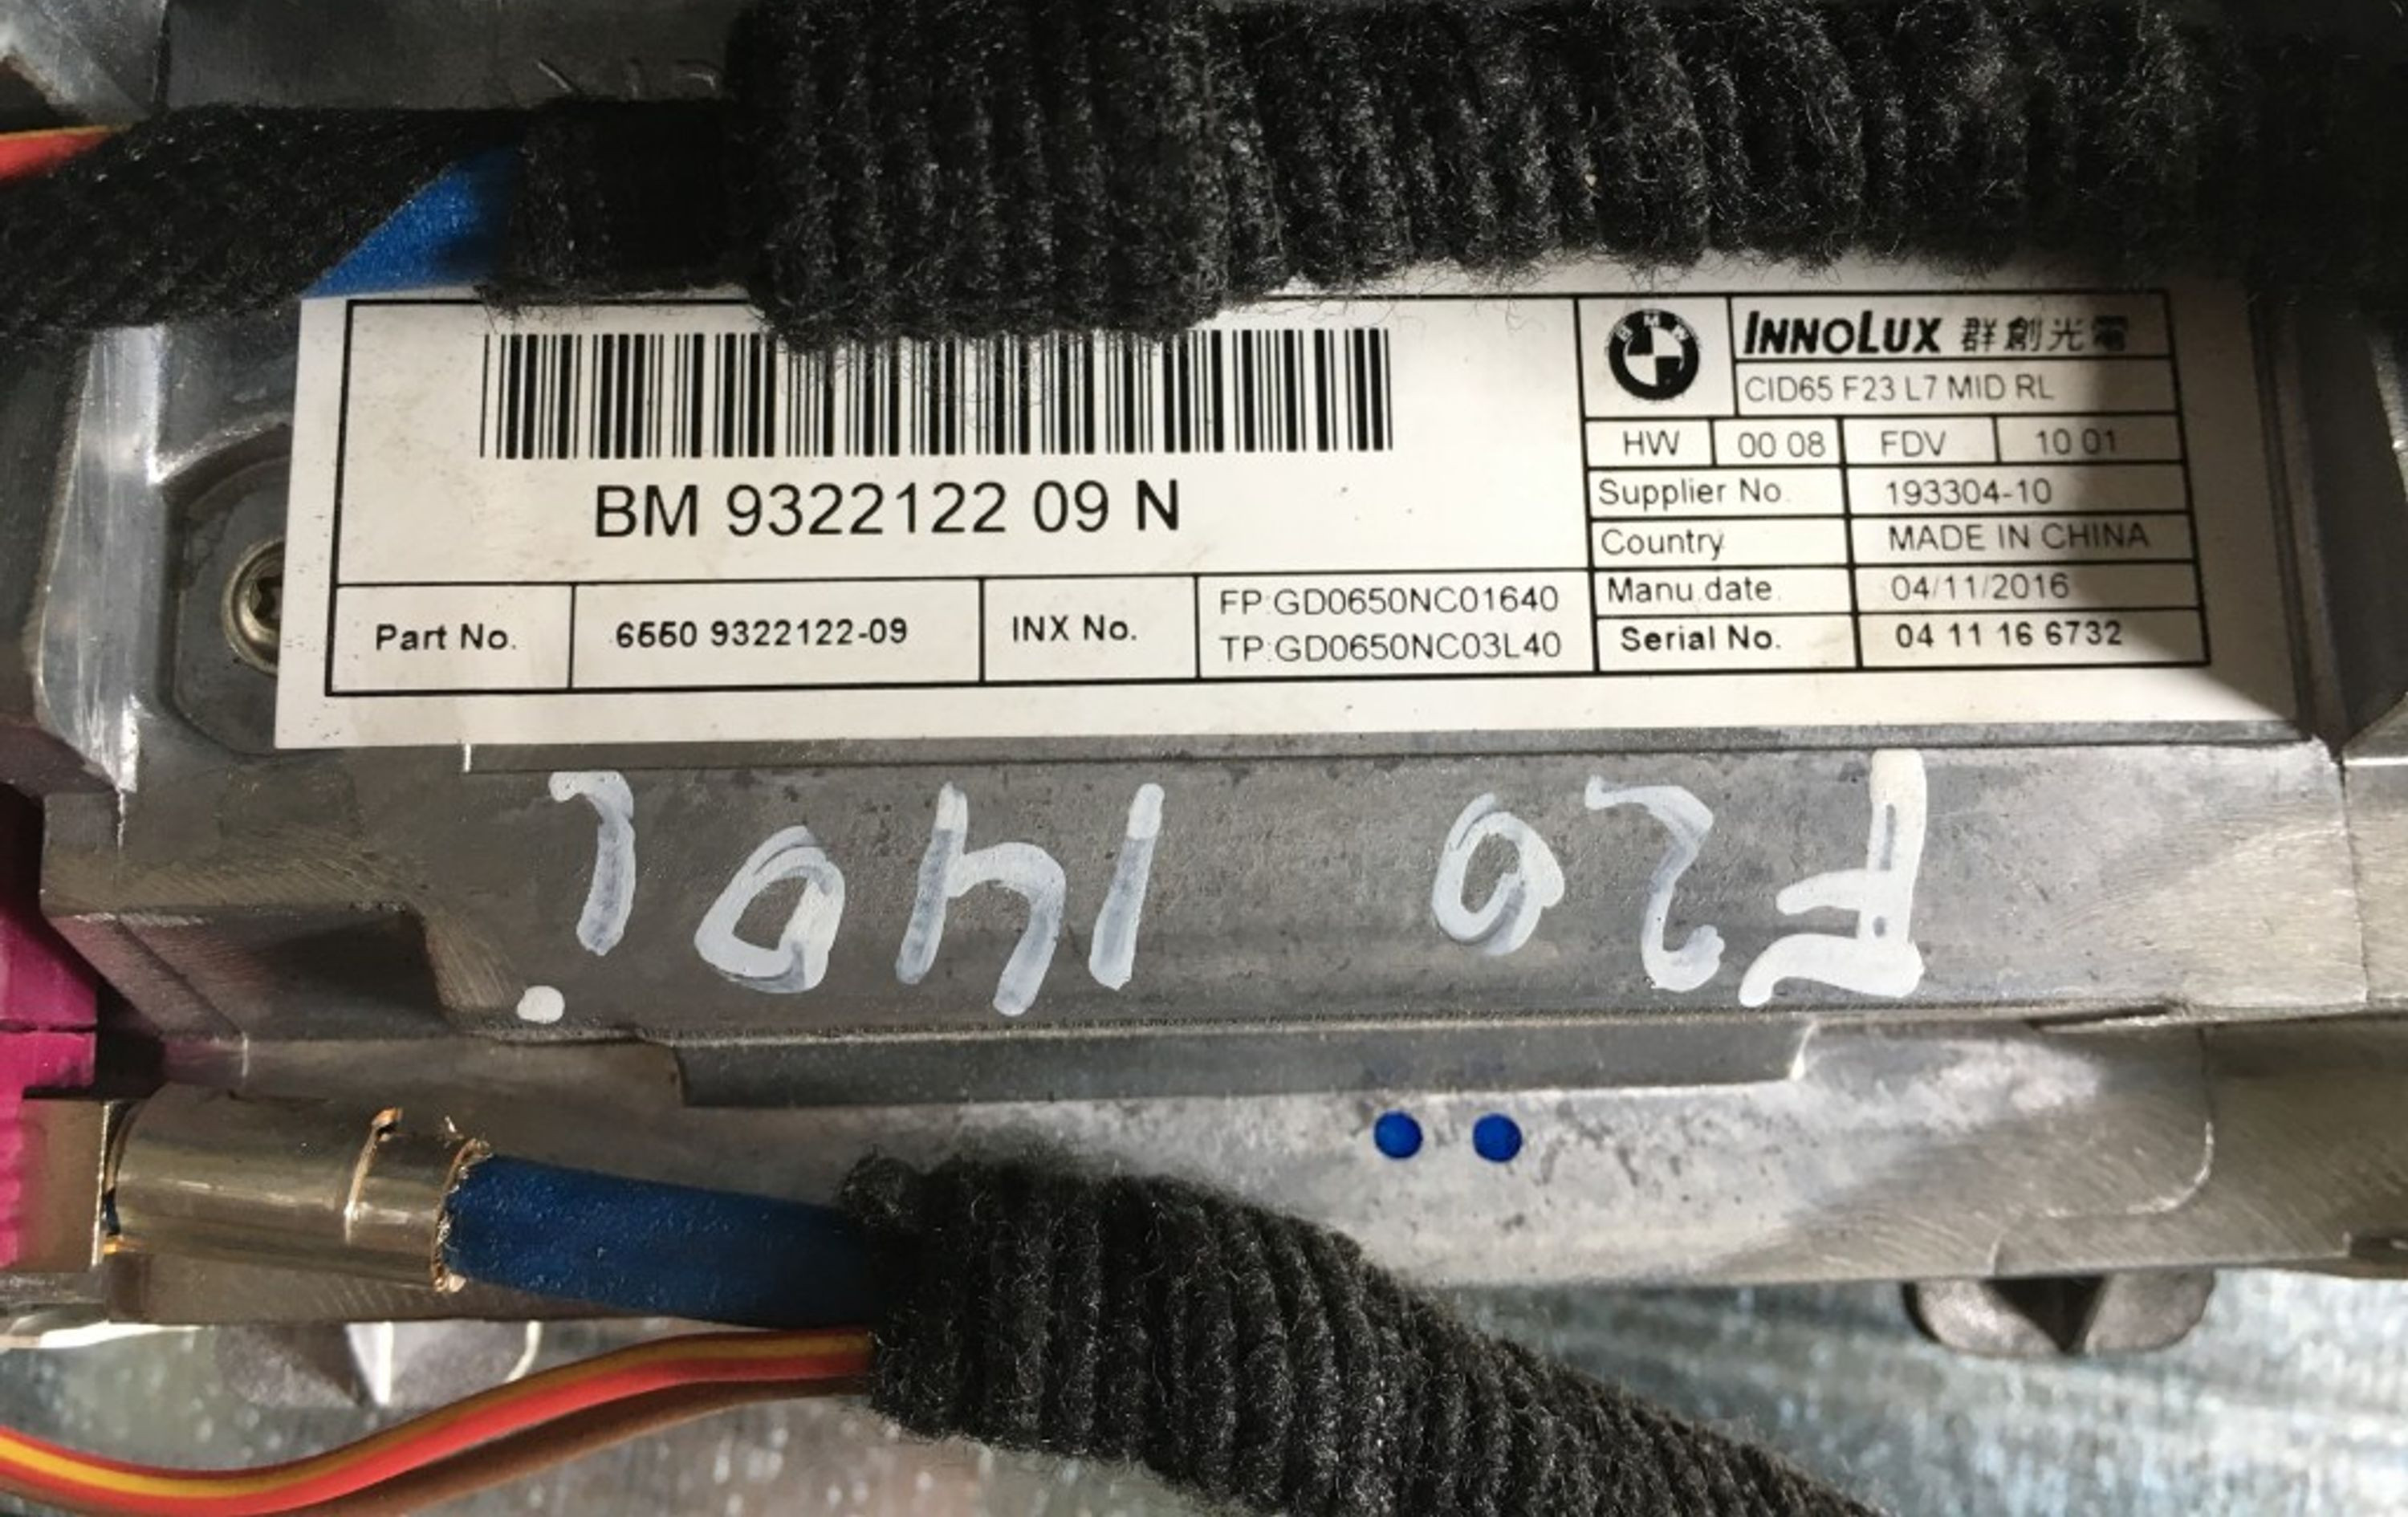 BMW
INNOLUX 群創光電
CID65 F23 L7 MID RL
HW 00 08 FDV 10 01
BM 9322122 09 N
Supplier No. 193304-10
Country MADE IN CHINA
Manu.date. 04/11/2016
Part No. 6550 9322122-09 INX No. FP:GD0650NC01640
TP:GD0650NC03L40
Serial No. 04 11 16 6732
F20 140i